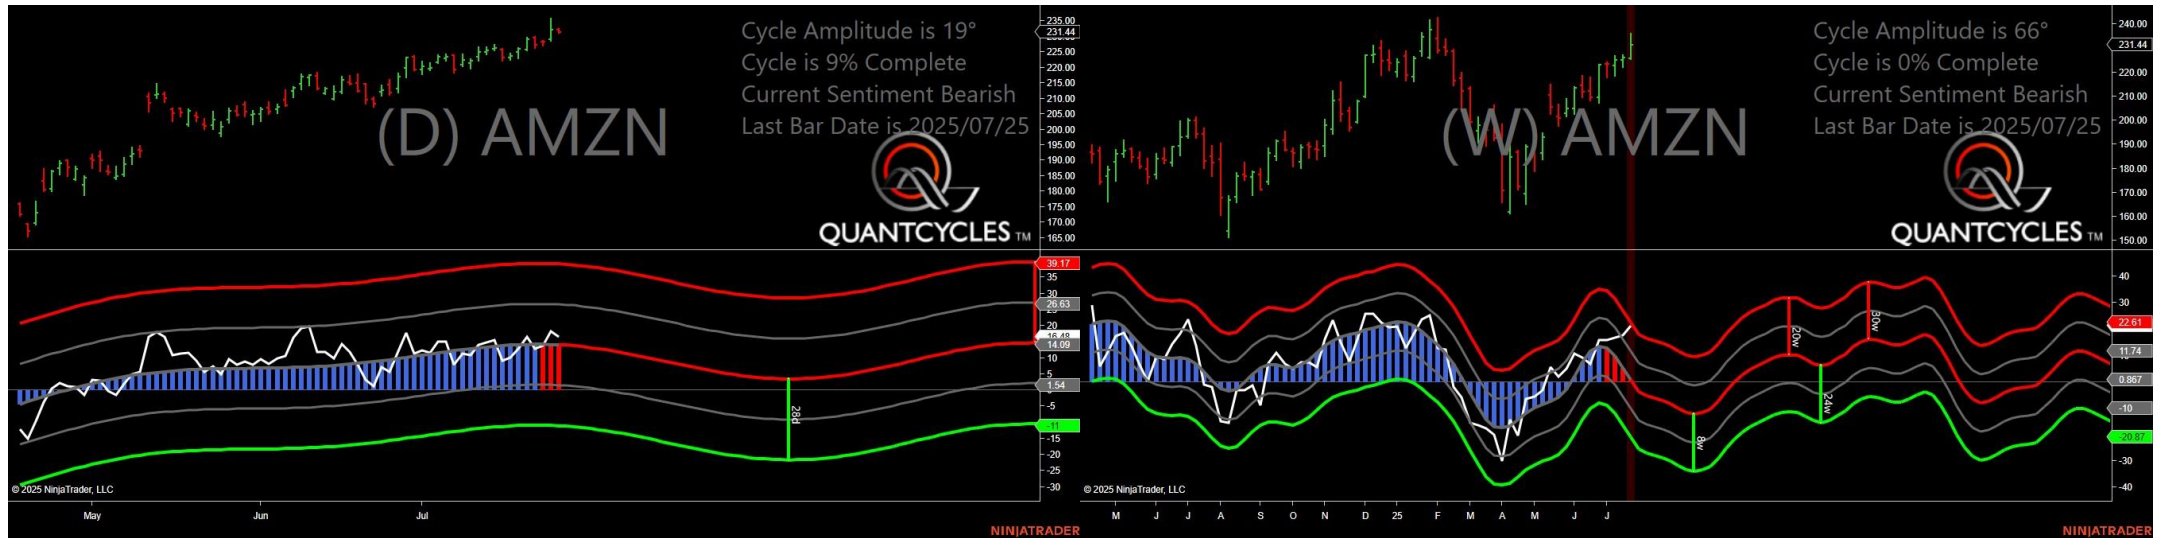 Cycle Amplitude is 19°
Cycle is 9% Complete
Current Sentiment Bearish
Last Bar Date is 2025/07/25
(D) AMZN
QUANTCYCLES TM
235.00
231.44
225.00
220.00
215.00
210.00
205.00
200.00
195.00
190.00
185.00
180.00
175.00
170.00
165.00
39.17
35
30
26.63
20
16.48
14.09
10
5
1.54
-5
-11
-15
-20
-25
-30
28d
© 2025 NinjaTrader, LLC
May Jun Jul
NINJATRADER
Cycle Amplitude is 66°
Cycle is 0% Complete
Current Sentiment Bearish
Last Bar Date is 2025/07/25
(W) AMZN
QUANTCYCLES TM
240.00
231.44
220.00
210.00
200.00
190.00
180.00
170.00
160.00
150.00
40
30
22.61
11.74
0.867
-10
-20.87
-30
-40
8w
20w
24w
30w
© 2025 NinjaTrader, LLC
M J J A S O N D 25 F M A M J J
NINJATRADER